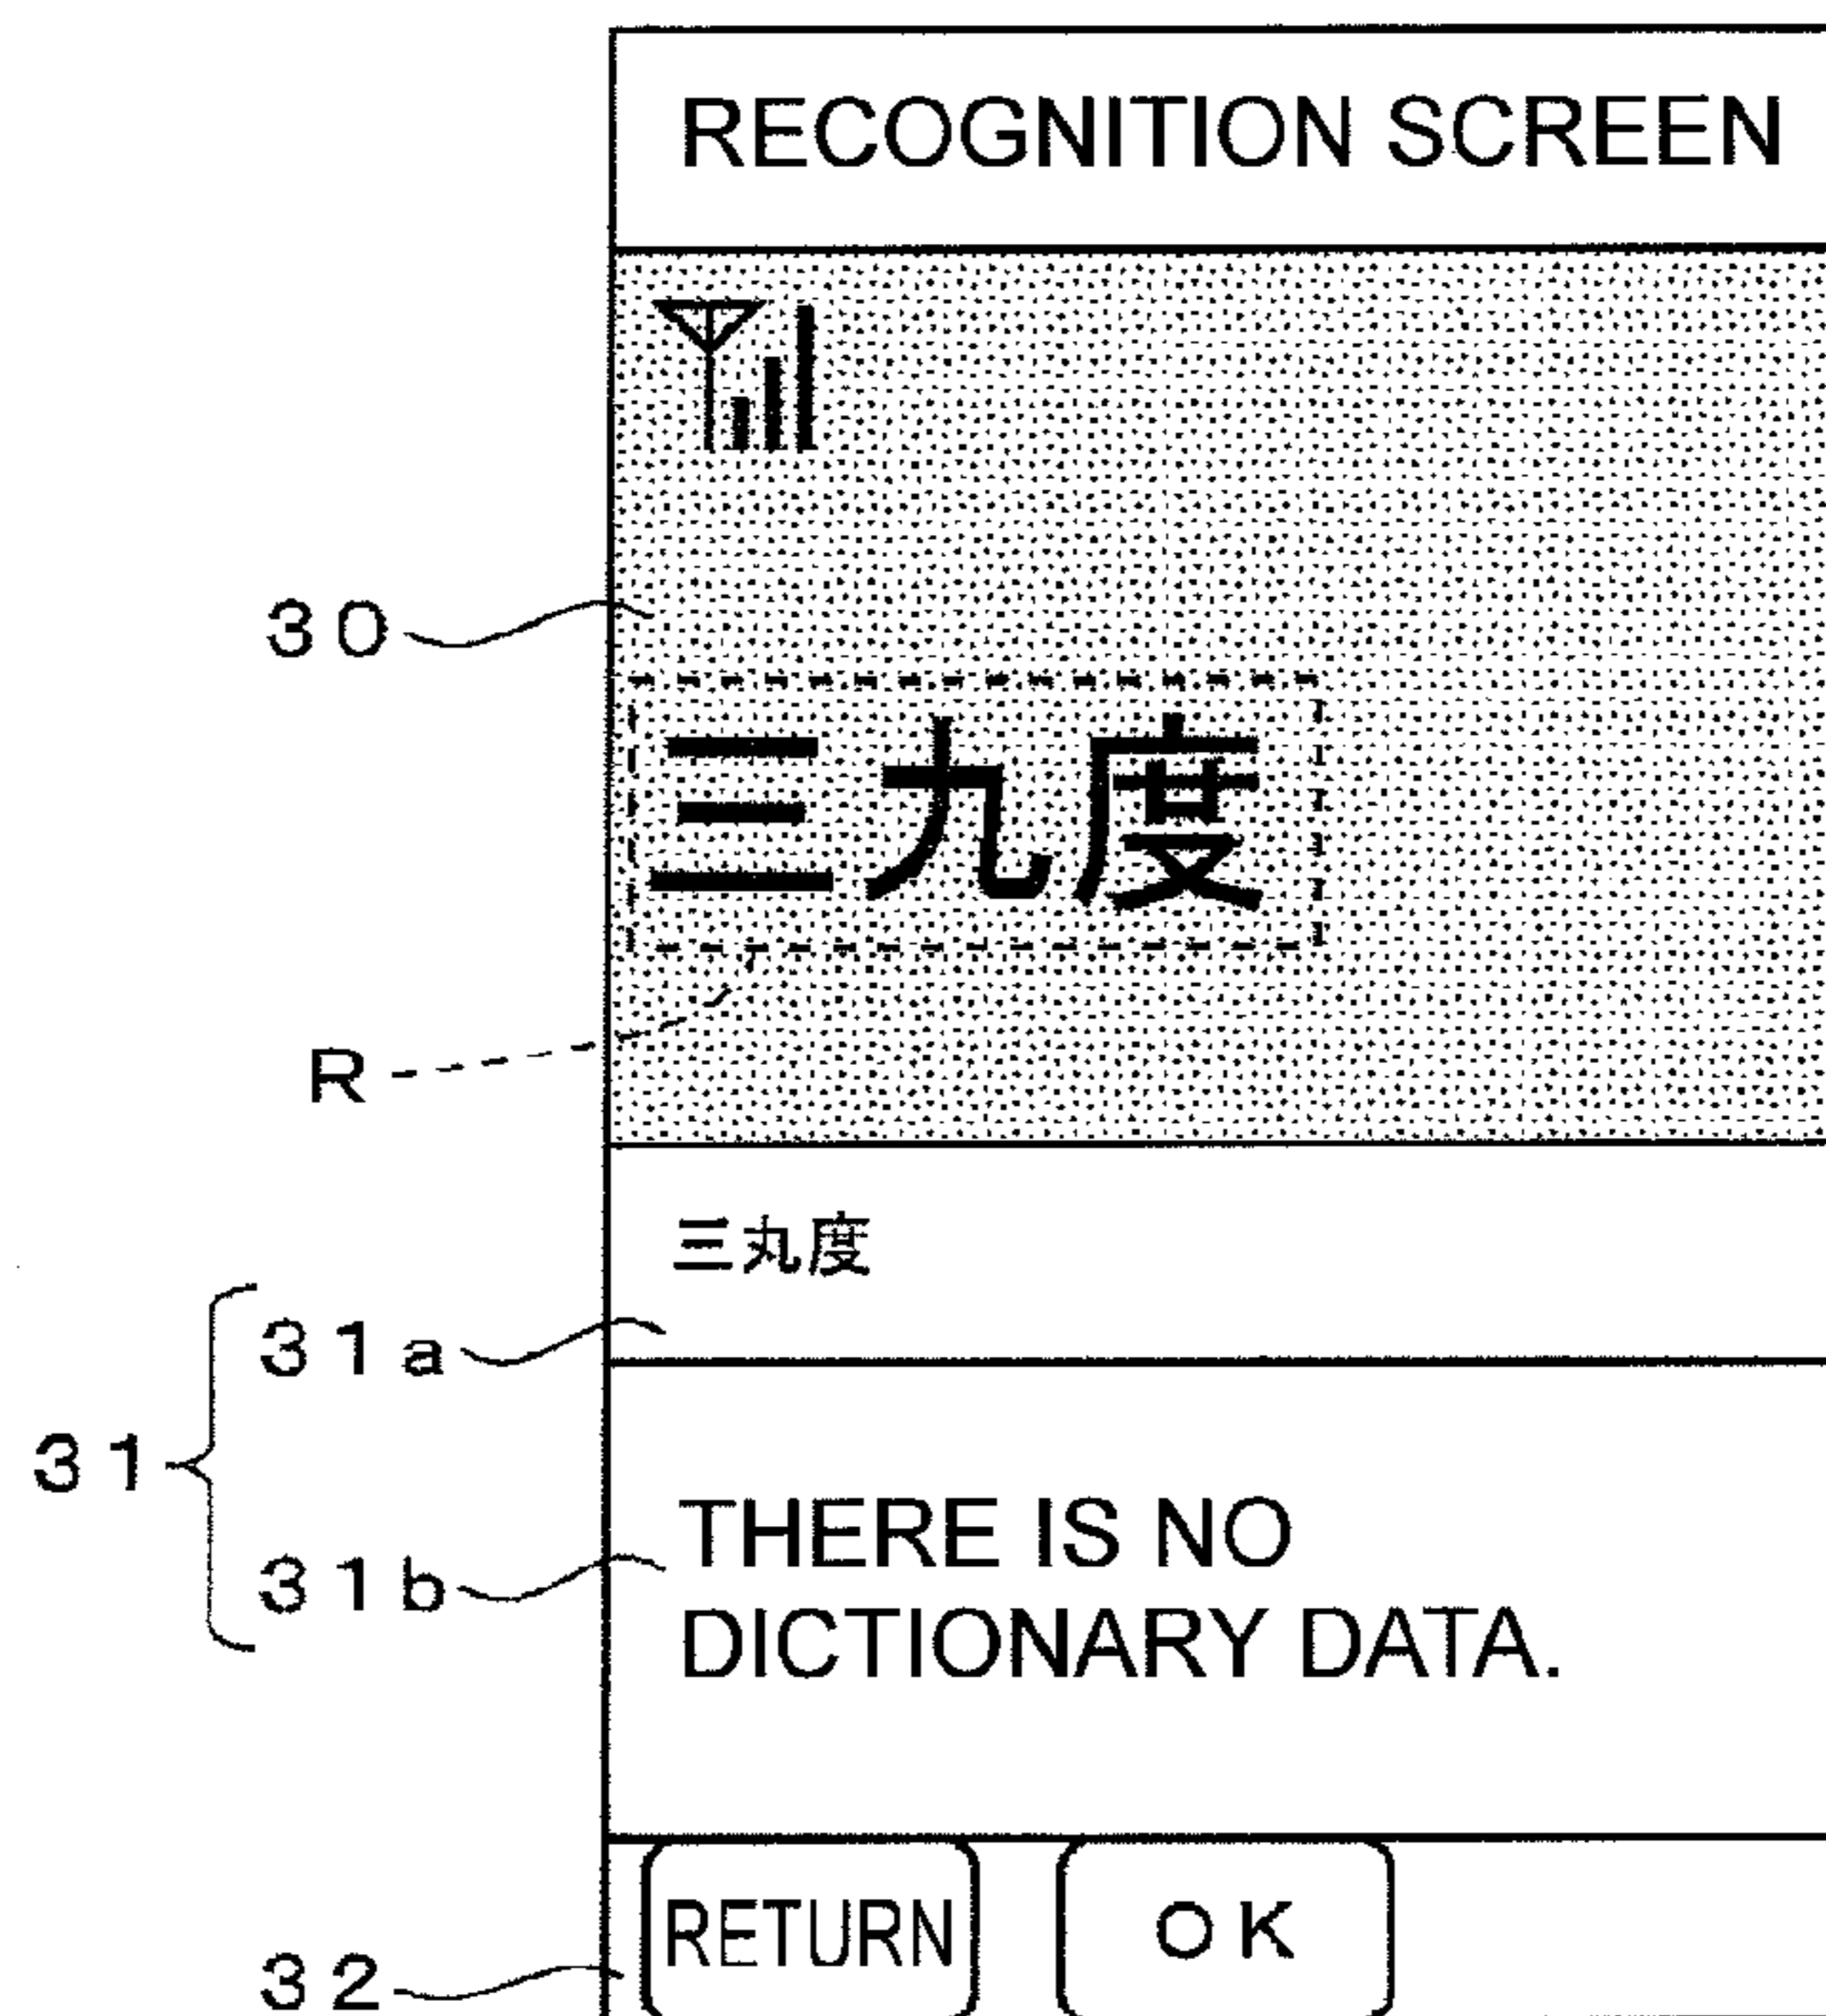 RECOGNITION SCREEN
30
三九度
R
三丸度
31a
31
THERE IS NO
31b
DICTIONARY DATA.
RETURN OK
32